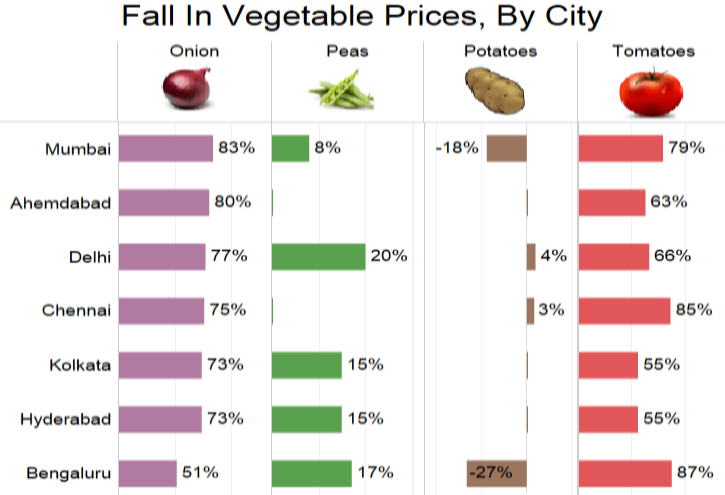 Fall In Vegetable Prices, By City
Onion Peas Potatoes Tomatoes
Mumbai 83% 8% -18% 79%
Ahemdabad 80% 63%
Delhi 77% 20% 4% 66%
Chennai 75% 3% 85%
Kolkata 73% 15% 55%
Hyderabad 73% 15% 55%
Bengaluru 51% 17% -27% 87%